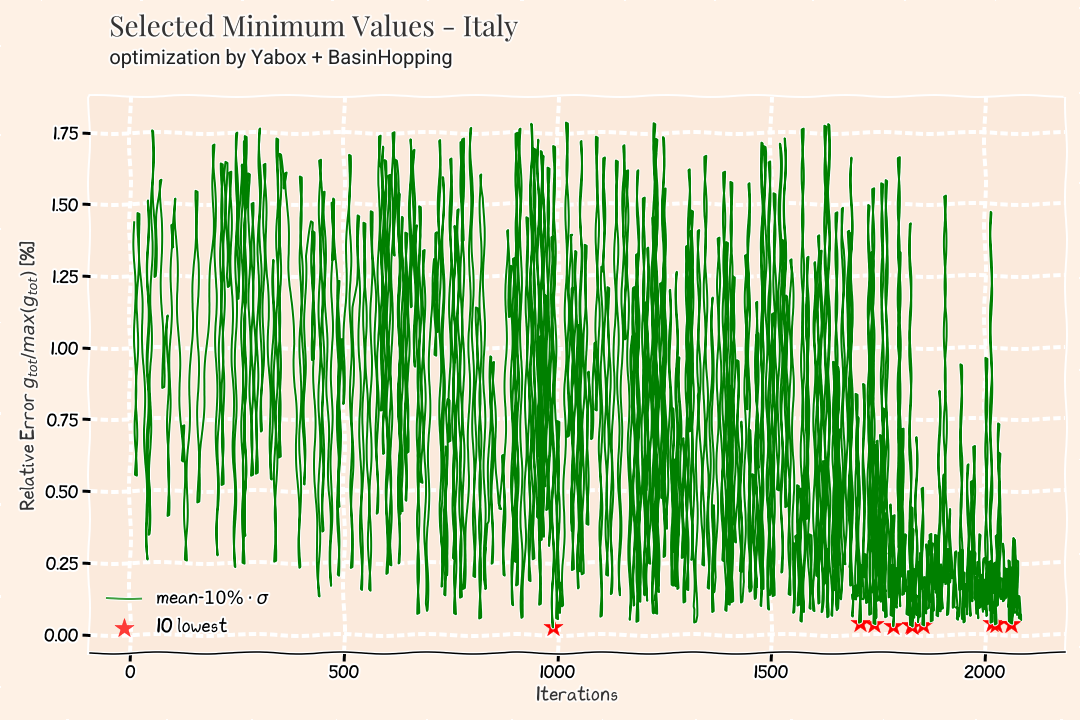 Selected Minimum Values - Italy
optimization by Yabox + BasinHopping
Relative Error g_tot/max(g_tot) [%]
1.75
1.50
1.25
1.00
0.75
0.50
0.25
0.00
mean-10%·σ
10 lowest
0 500 1000 1500 2000
Iterations